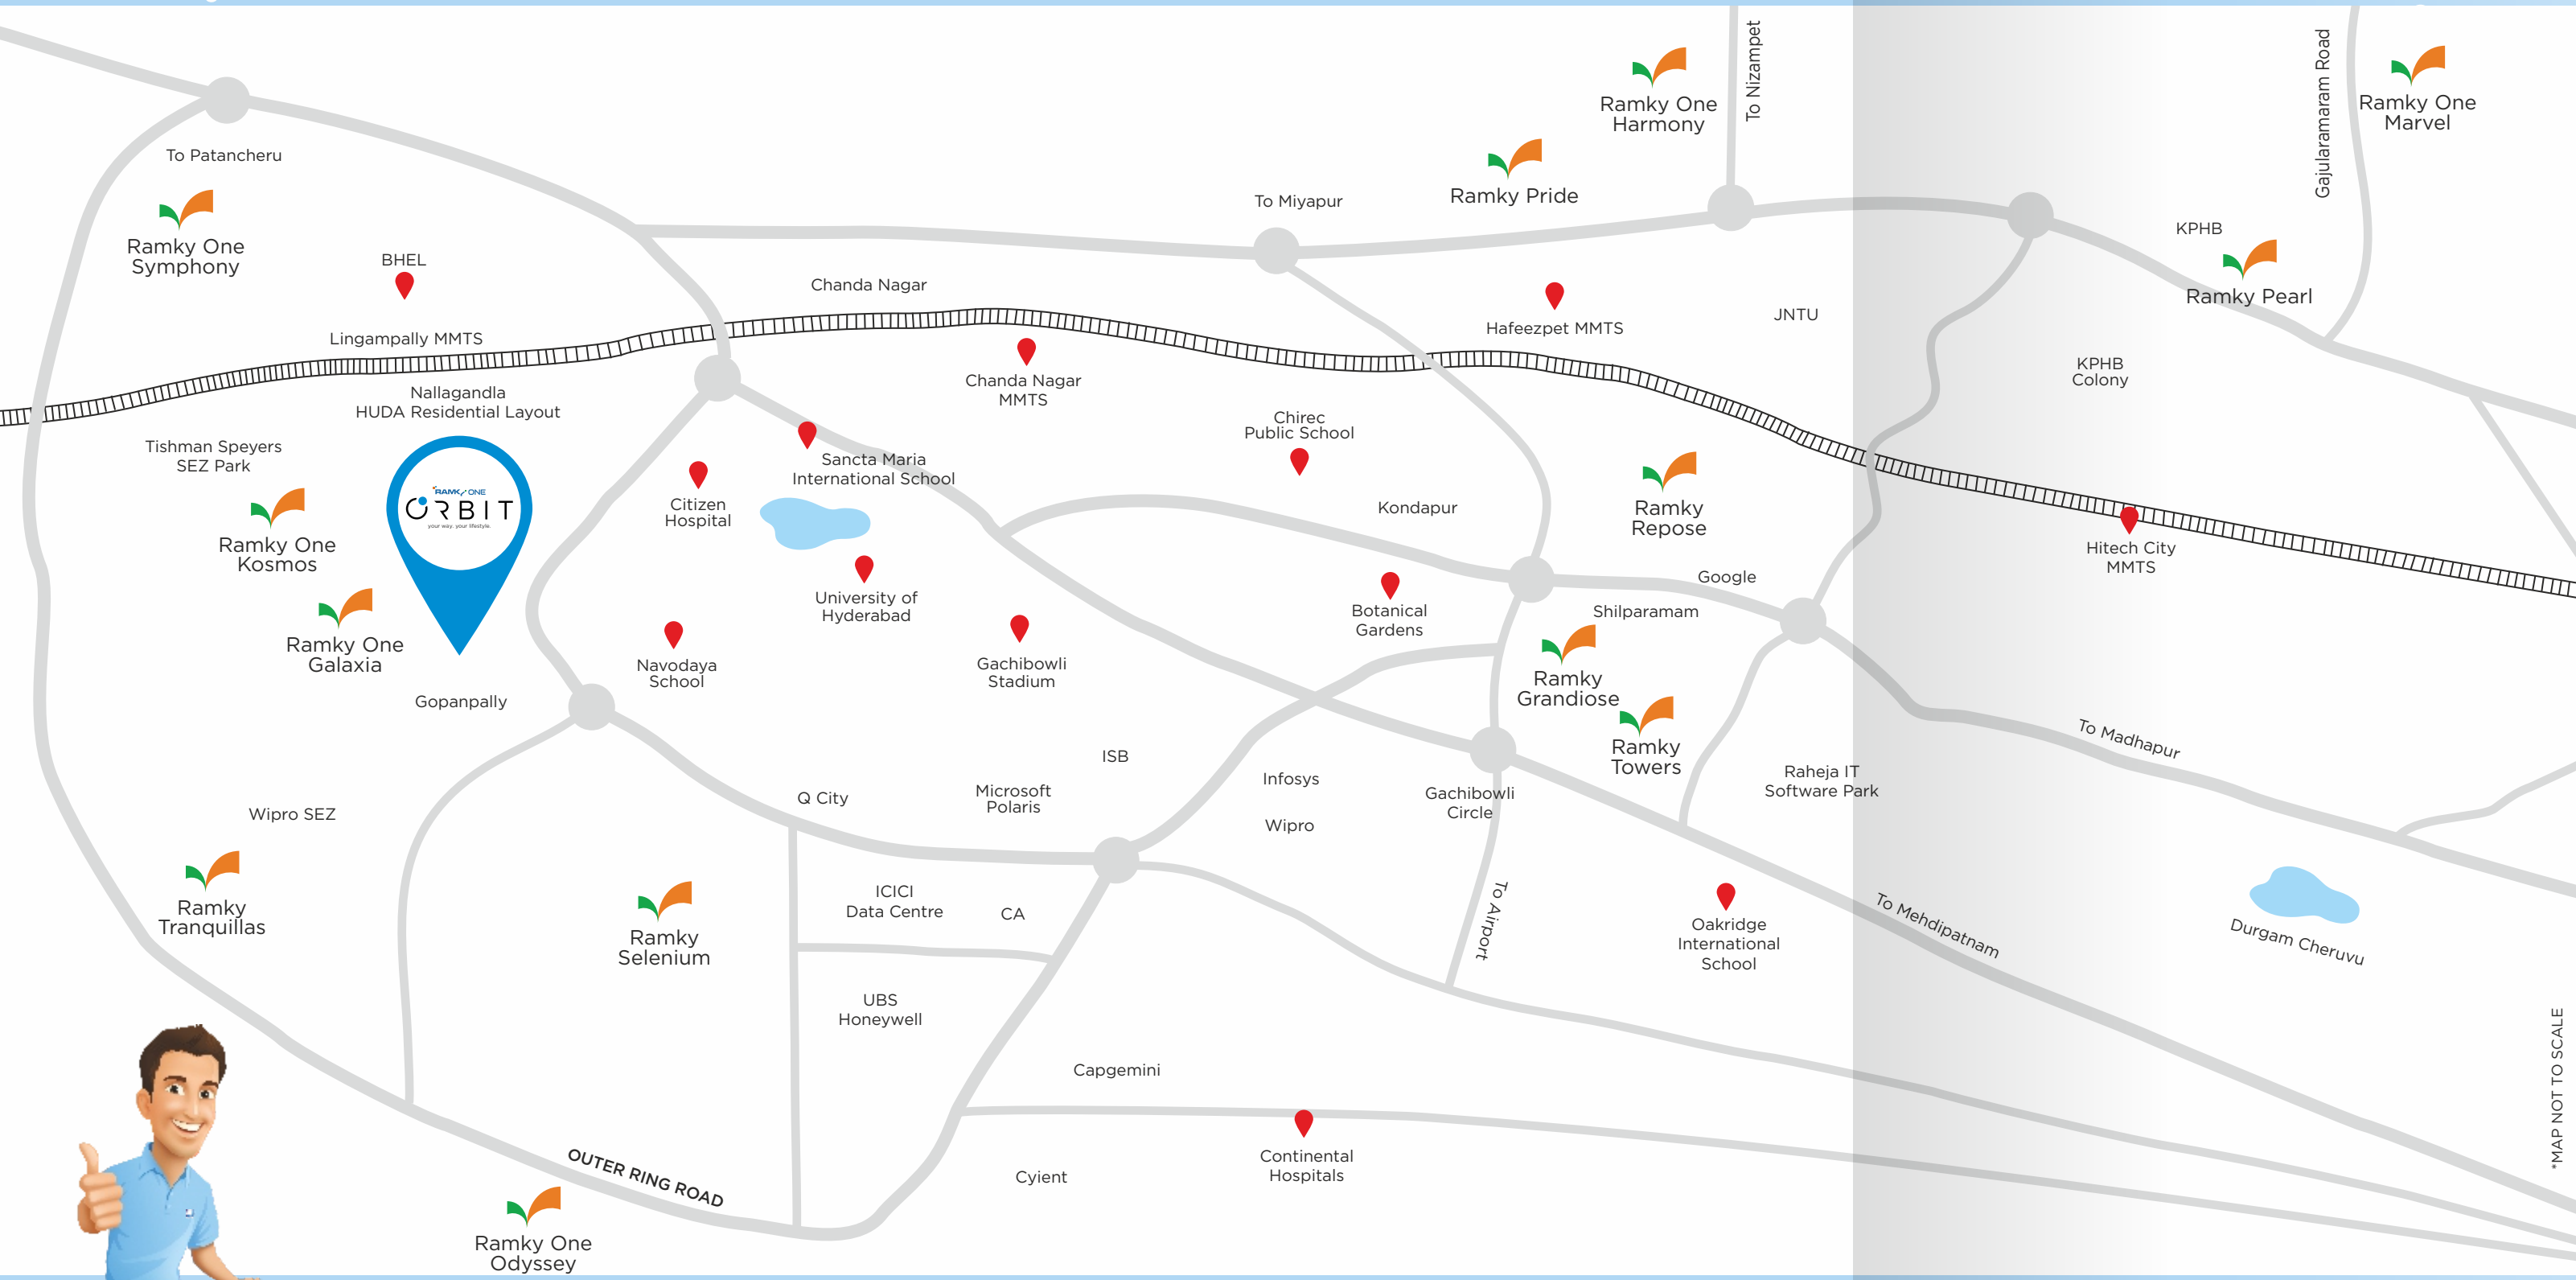 To Nizampet
Gajularamaram Road
Ramky One
Harmony
Ramky One
Marvel
To Patancheru
Ramky Pride
To Miyapur
KPHB
Ramky One
Symphony
BHEL
Chanda Nagar
Ramky Pearl
Lingampally MMTS
Hafeezpet MMTS
JNTU
Nallagandla
HUDA Residential Layout
Chanda Nagar
MMTS
KPHB
Colony
Tishman Speyers
SEZ Park
Chirec
Public School
Sancta Maria
International School
RAMKY ONE
ORBIT
your way. your lifestyle.
Citizen
Hospital
Kondapur
Ramky
Repose
Ramky One
Kosmos
Hitech City
MMTS
Google
University of
Hyderabad
Botanical
Gardens
Shilparamam
Ramky One
Galaxia
Navodaya
School
Gachibowli
Stadium
Ramky
Grandiose
Gopanpally
Ramky
Towers
To Madhapur
ISB
Infosys
Raheja IT
Software Park
Q City
Microsoft
Polaris
Gachibowli
Circle
Wipro SEZ
Wipro
Ramky
Tranquillas
Ramky
Selenium
ICICI
Data Centre
CA
To Airport
Oakridge
International
School
To Mehdipatnam
Durgam Cheruvu
UBS
Honeywell
Capgemini
*MAP NOT TO SCALE
OUTER RING ROAD
Cyient
Continental
Hospitals
Ramky One
Odyssey